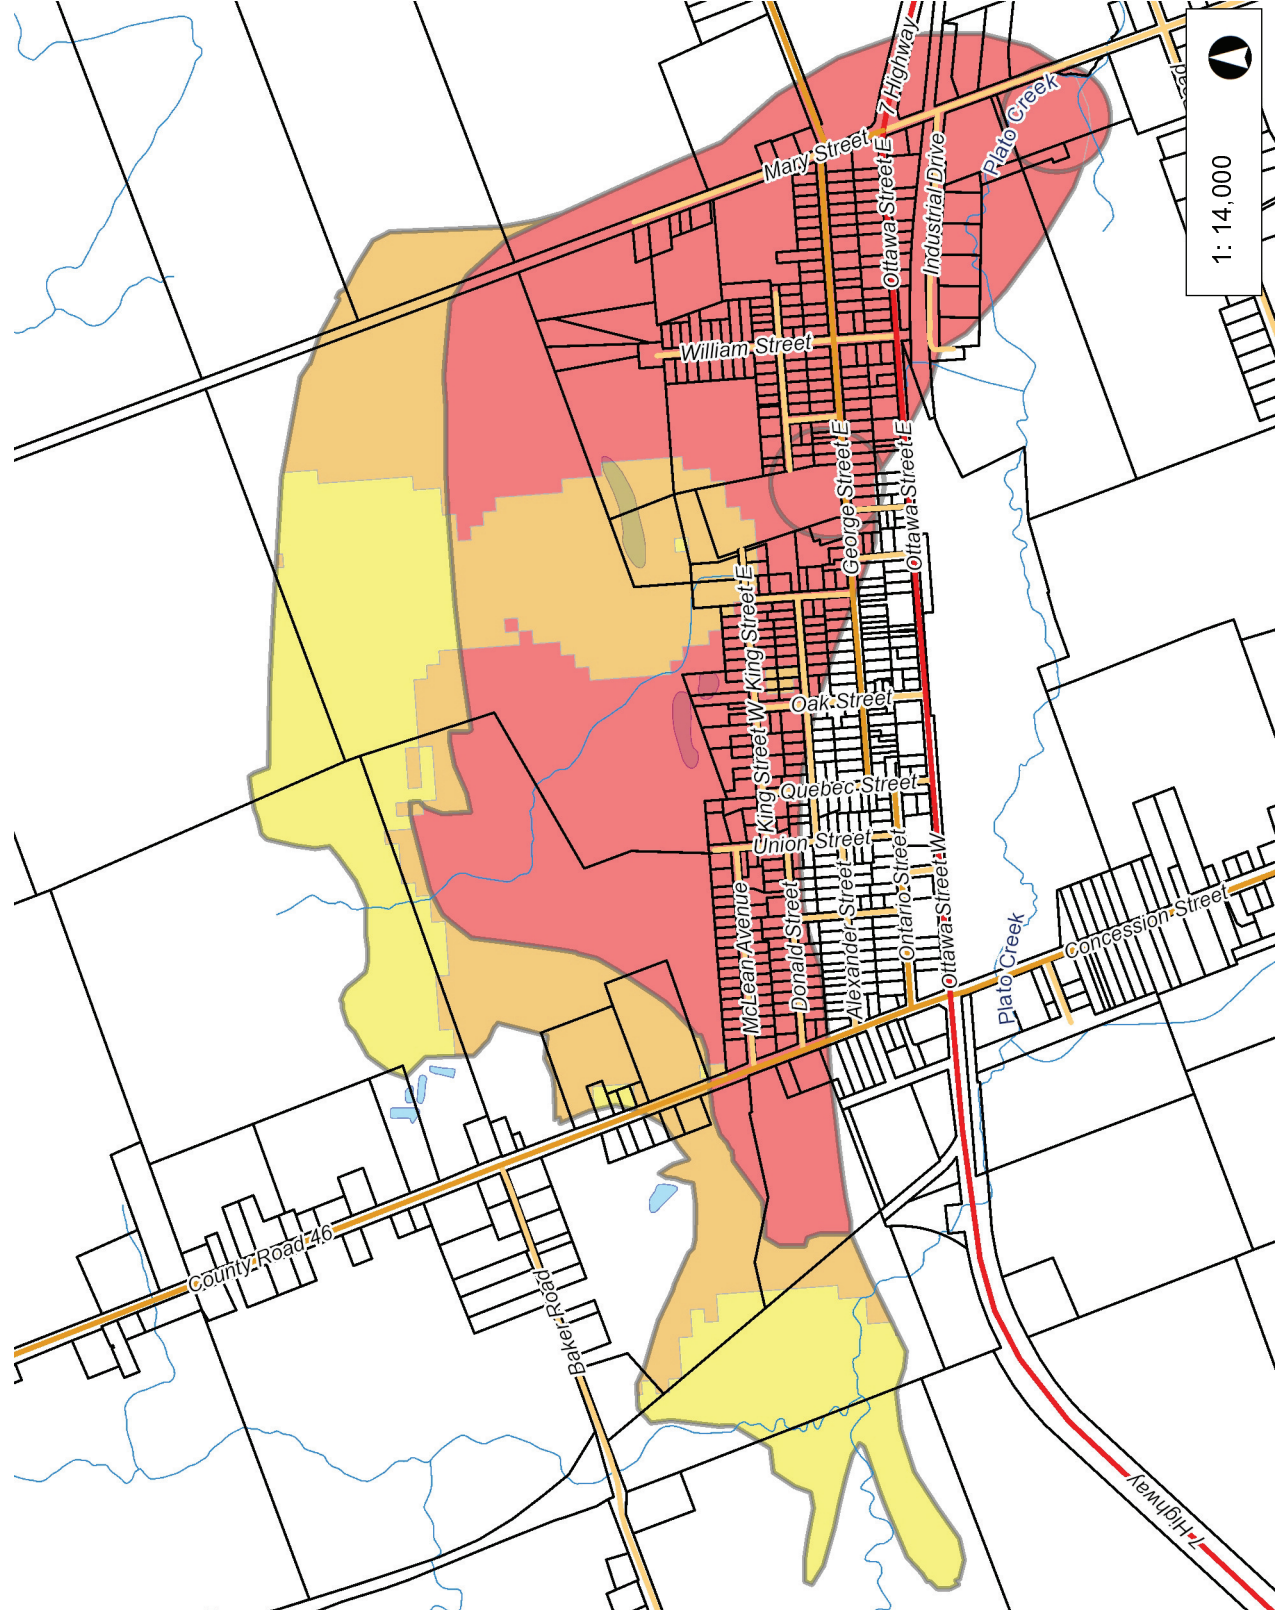 7 Highway
Plato Creek
ad
1: 14,000
Mary Street
Ottawa Street E
Industrial Drive
William Street
George Street E
Ottawa Street E
King Street E
King Street W
Oak Street
Quebec Street
Union Street
McLean Avenue
Donald Street
Alexander Street
Ontario Street
Ottawa Street W
Concession Street
Plato Creek
County Road 46
Baker Road
7 Highway